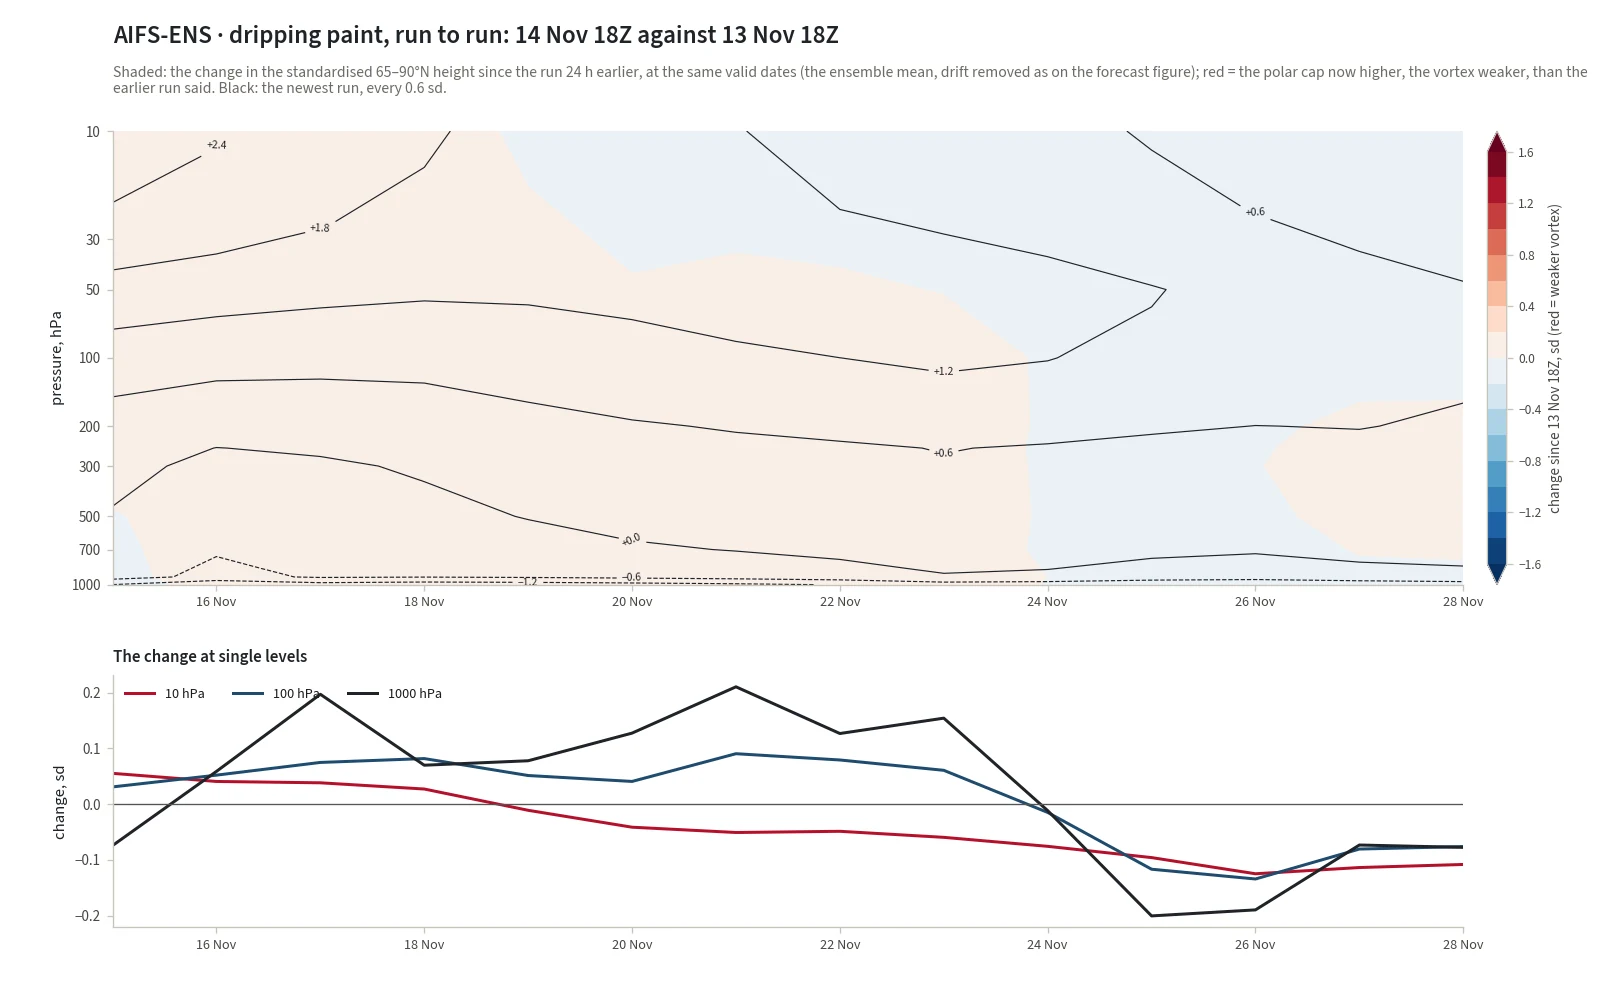 AIFS-ENS · dripping paint, run to run: 14 Nov 18Z against 13 Nov 18Z
Shaded: the change in the standardised 65–90°N height since the run 24 h earlier, at the same valid dates (the ensemble mean, drift removed as on the forecast figure); red = the polar cap now higher, the vortex weaker, than the
earlier run said. Black: the newest run, every 0.6 sd.
pressure, hPa
10
30
50
100
200
300
500
700
1000
+2.4
+1.8
+1.2
+0.6
+0.6
+0.0
−0.6
−1.2
16 Nov
18 Nov
20 Nov
22 Nov
24 Nov
26 Nov
28 Nov
1.6
1.2
0.8
0.4
0.0
−0.4
−0.8
−1.2
−1.6
change since 13 Nov 18Z, sd (red = weaker vortex)
The change at single levels
10 hPa
100 hPa
1000 hPa
change, sd
0.2
0.1
0.0
−0.1
−0.2
16 Nov
18 Nov
20 Nov
22 Nov
24 Nov
26 Nov
28 Nov